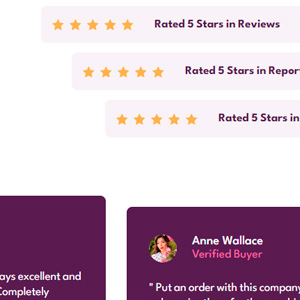 Rated 5 Stars in Reviews
Rated 5 Stars in Repor
Rated 5 Stars in
ays excellent and
Completely
Anne Wallace
Verified Buyer
" Put an order with this company